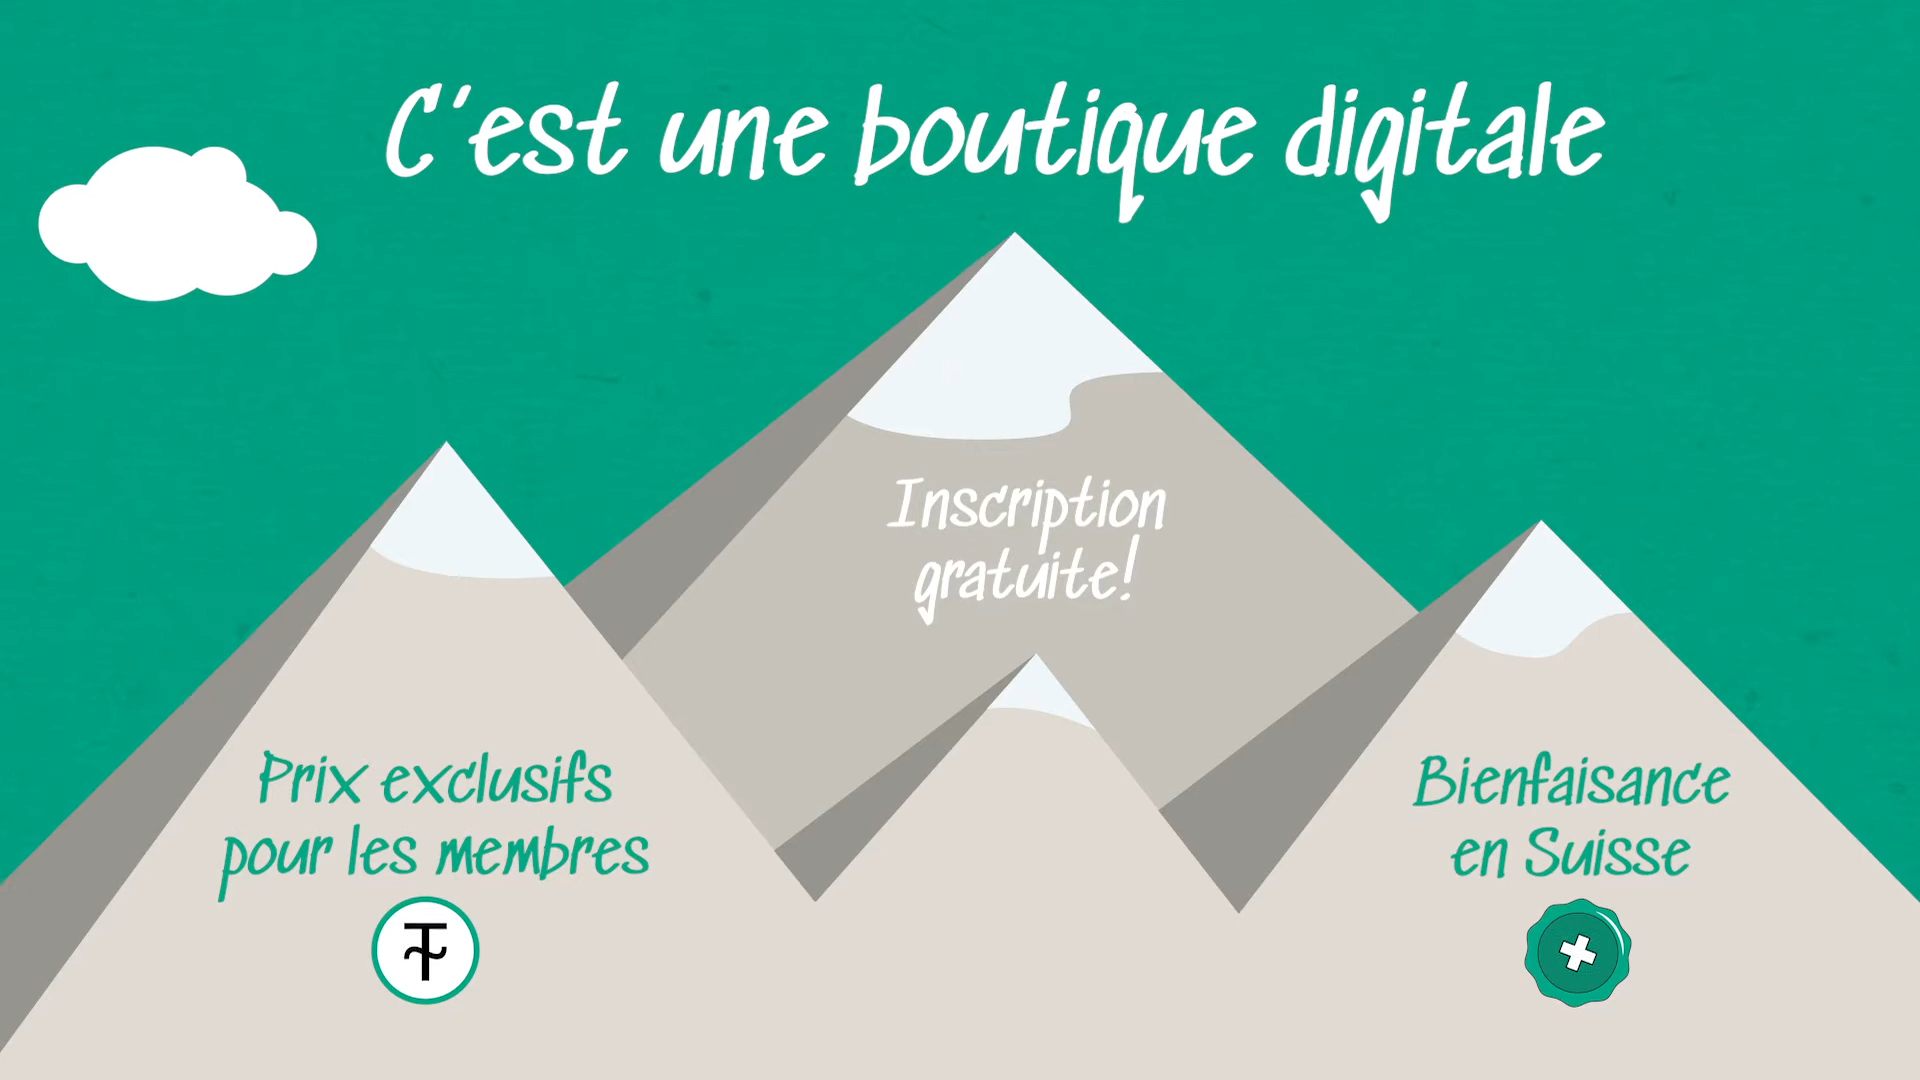 C'est une boutique digitale
Inscription
gratuite!
Prix exclusifs
pour les membres
Bienfaisance
en Suisse